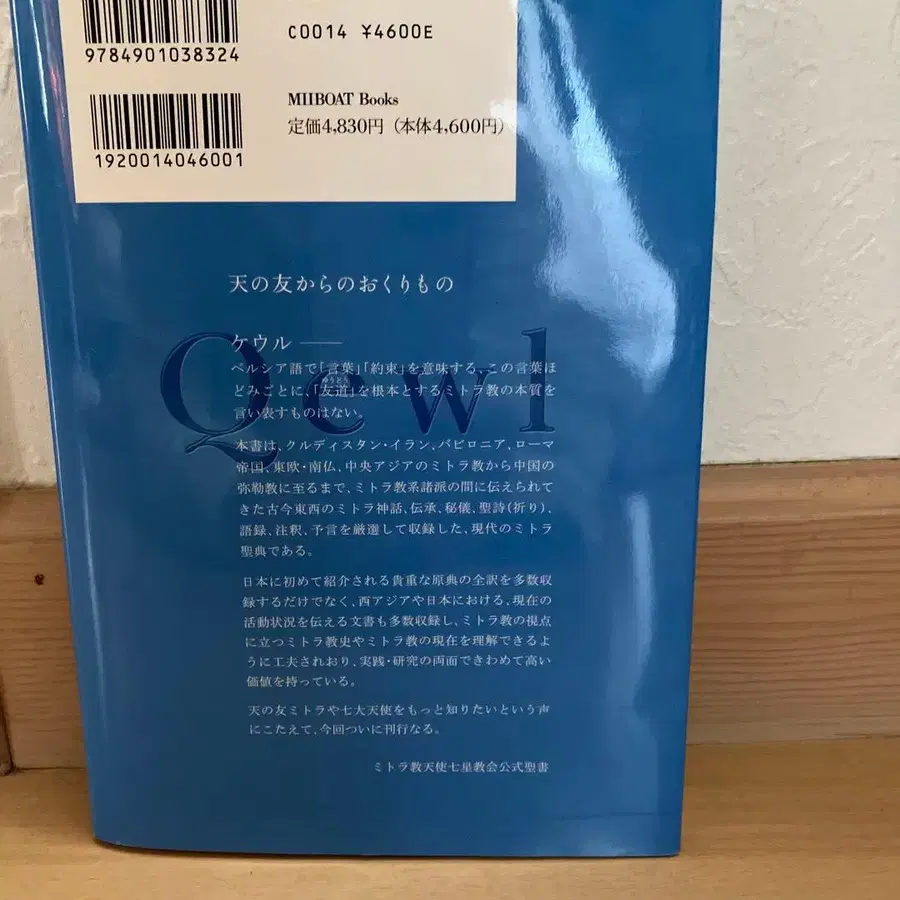 9784901038324
C0014 ¥4600E
1920014046001
MIIBOAT Books
定価4,830円（本体4,600円）
天の友からのおくりもの
Qewl
ケウル ──
ペルシア語で「言葉」「約束」を意味する。この言葉ほ
どみごとに、「友道」を根本とするミトラ教の本質を
ゆうどう
言い表すものはない。
本書は、クルディスタン・イラン、バビロニア、ローマ
帝国、東欧・南仏、中央アジアのミトラ教から中国の
弥勒教に至るまで、ミトラ教系諸派の間に伝えられて
きた古今東西のミトラ神話、伝承、秘儀、聖詩（祈り）、
語録、注釈、予言を厳選して収録した、現代のミトラ
聖典である。
日本に初めて紹介される貴重な原典の全訳を多数収
録するだけでなく、西アジアや日本における、現在の
活動状況を伝える文書も多数収録し、ミトラ教の視点
に立つミトラ教史やミトラ教の現在を理解できるよ
うに工夫されおり、実践・研究の両面できわめて高い
価値を持っている。
天の友ミトラや七大天使をもっと知りたいという声
にこたえて、今回ついに刊行なる。
ミトラ教天使七星教会公式聖書